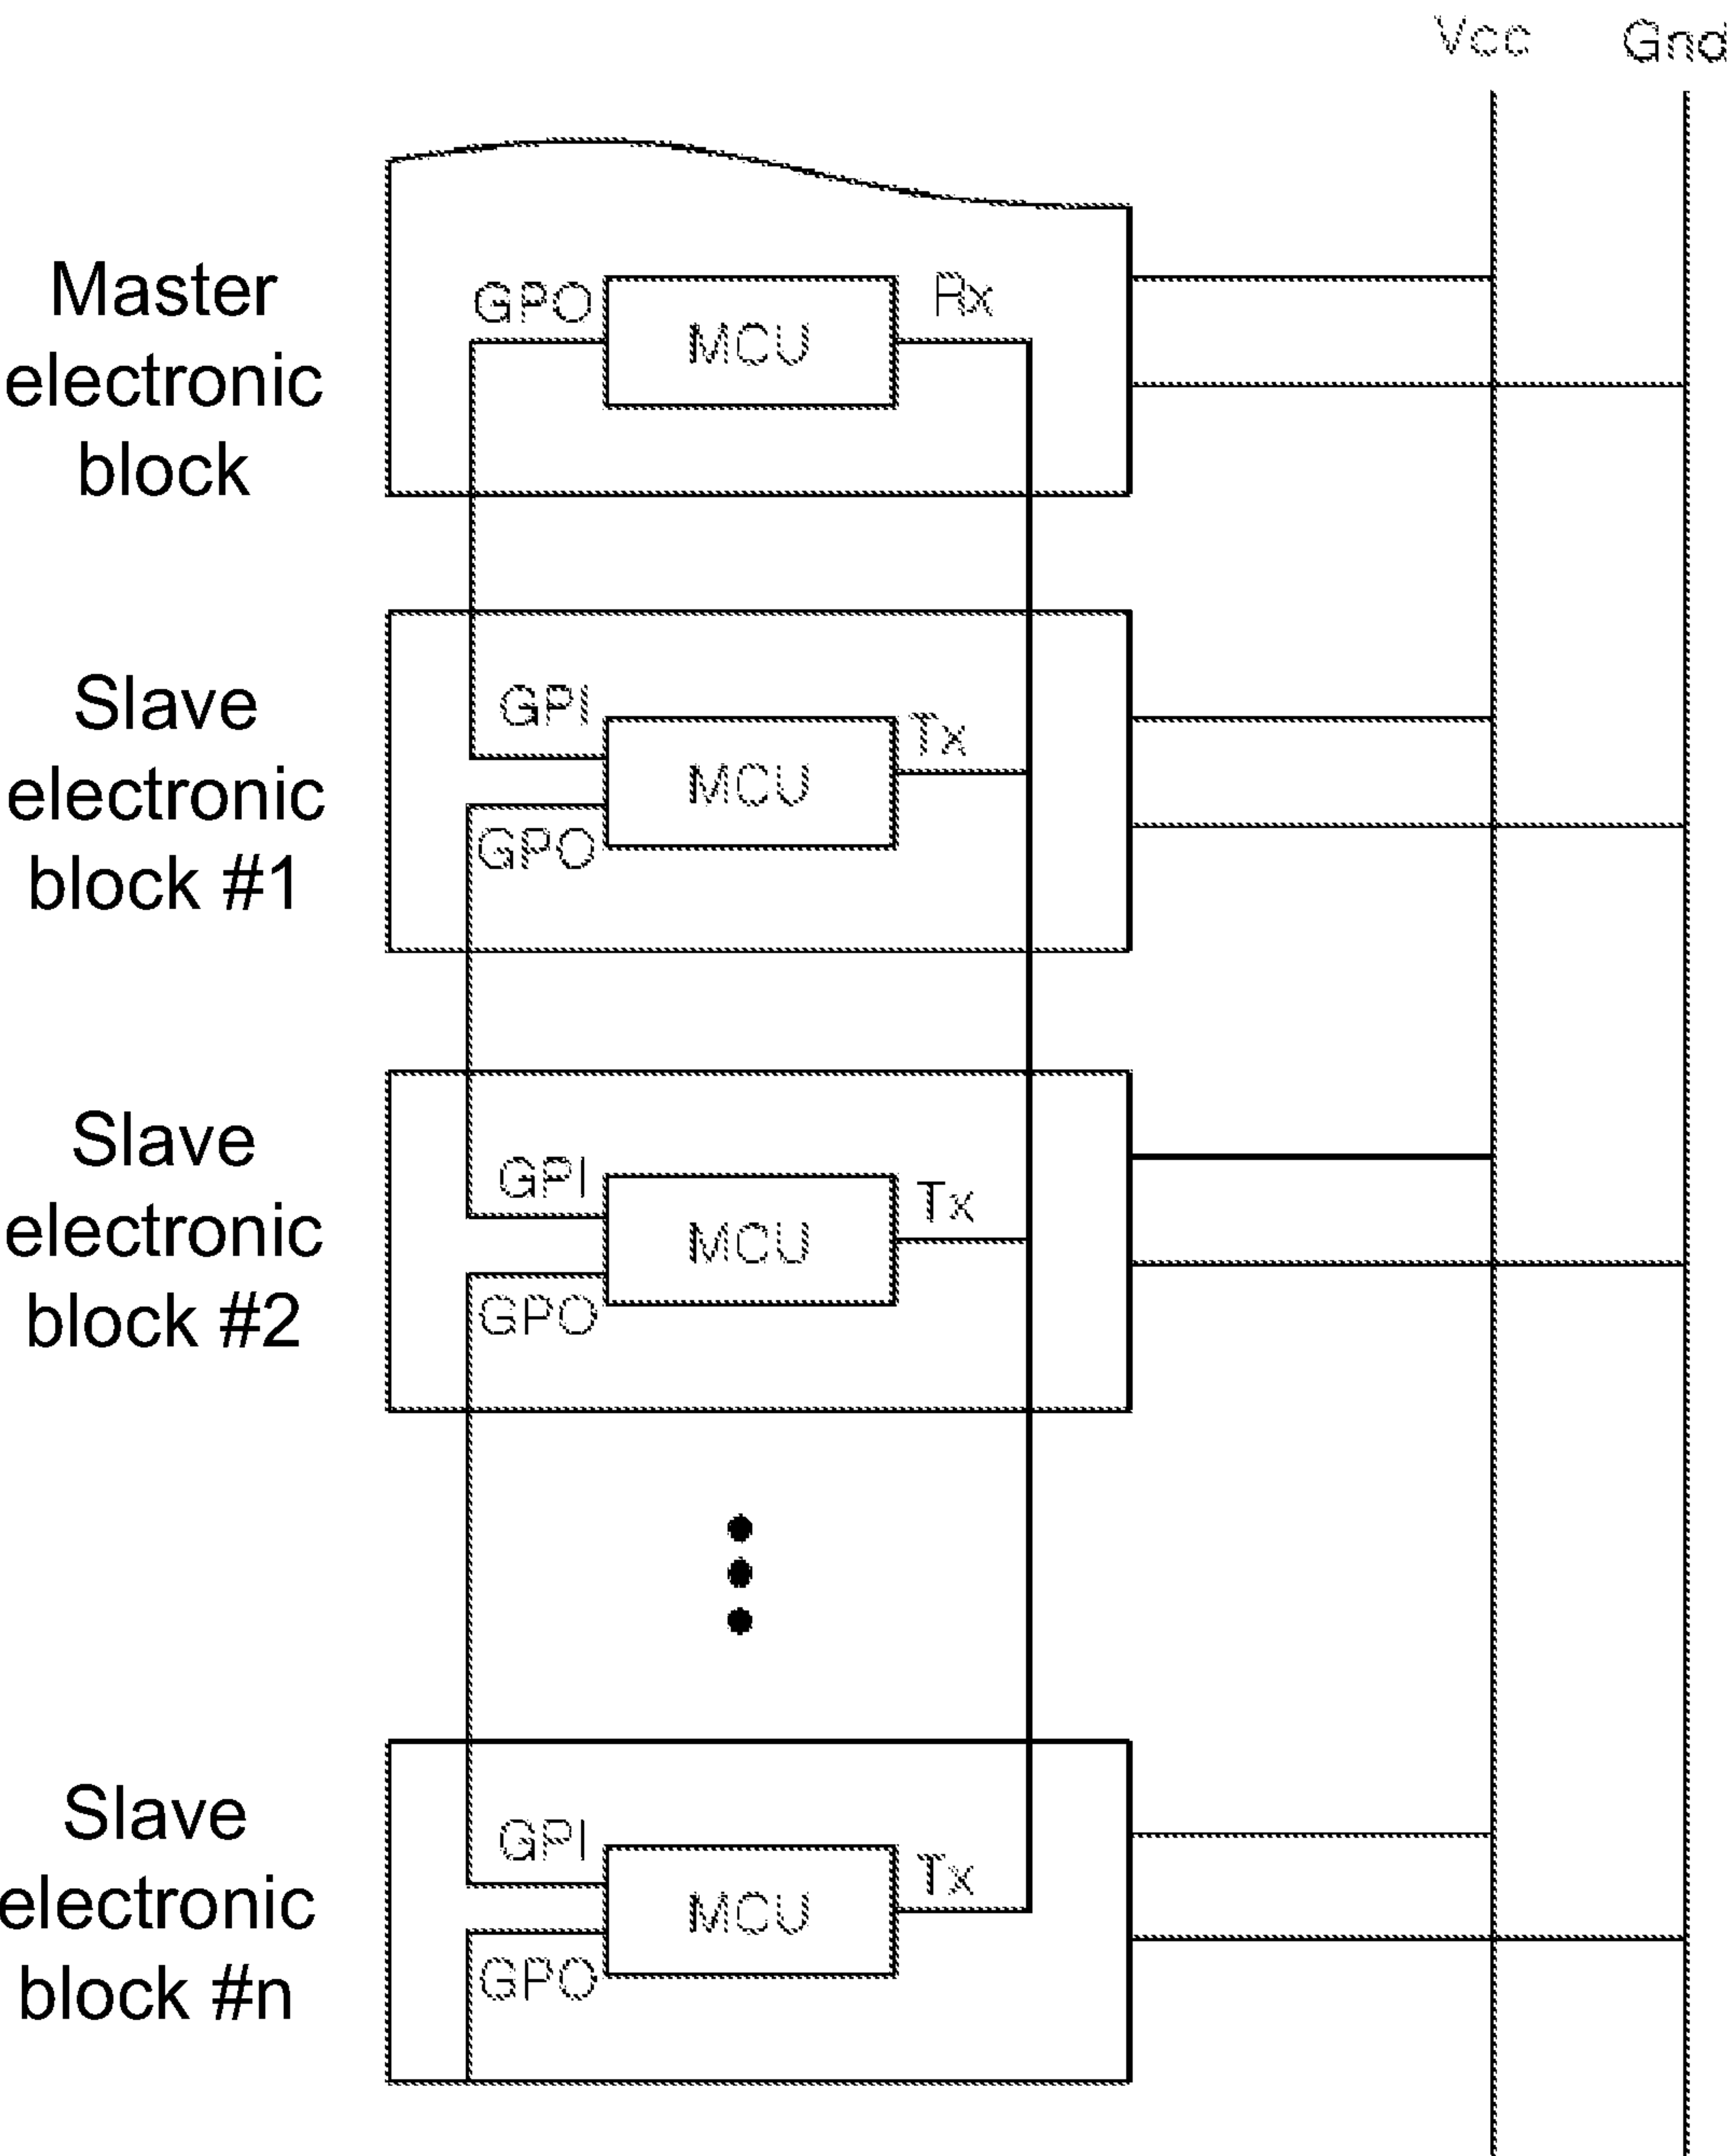 Vcc Gnd
Master
electronic
block
GPO
MCU
Rx
Slave
electronic
block #1
GPI
MCU
Tx
GPO
Slave
electronic
block #2
GPI
MCU
Tx
GPO
Slave
electronic
block #n
GPI
MCU
Tx
GPO